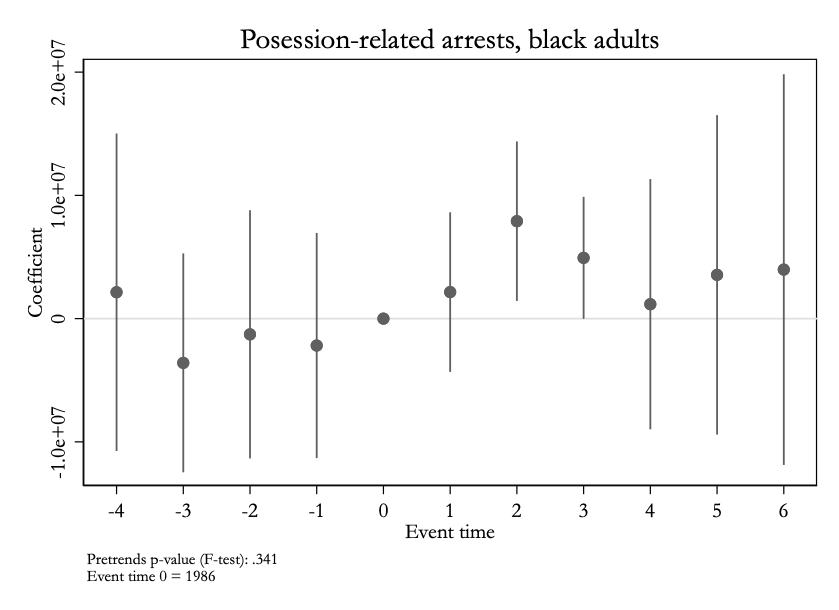 Posession-related arrests, black adults
2.0e+07
1.0e+07
0
-1.0e+07
Coefficient
-4 -3 -2 -1 0 1 2 3 4 5 6
Event time
Pretrends p-value (F-test): .341
Event time 0 = 1986